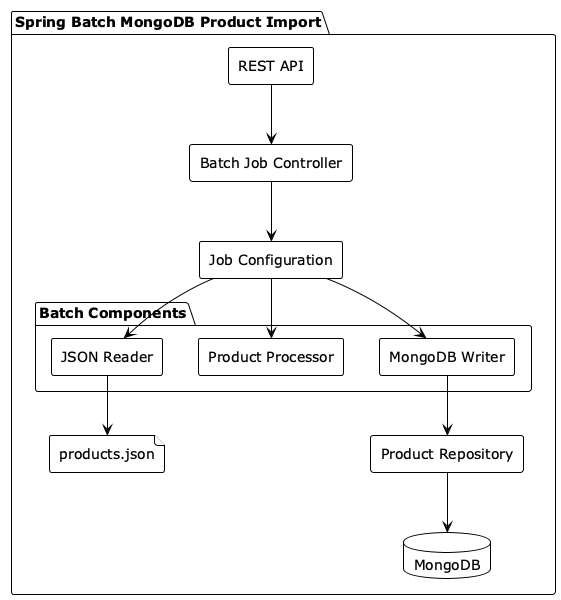 Spring Batch MongoDB Product Import
REST API
Batch Job Controller
Job Configuration
Batch Components
JSON Reader
Product Processor
MongoDB Writer
products.json
Product Repository
MongoDB